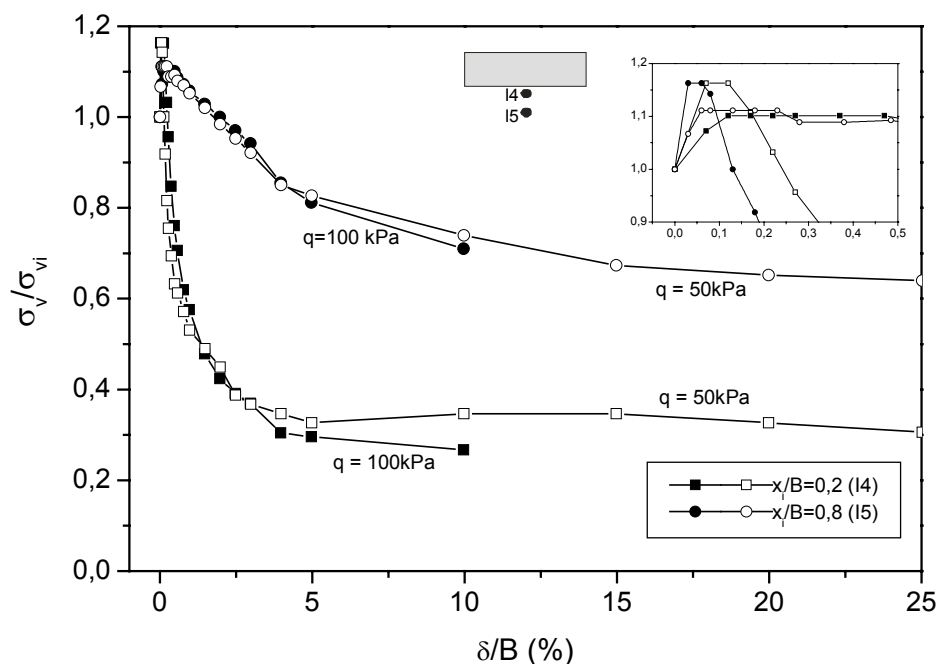 1,2
1,0
0,8
0,6
0,4
0,2
0,0
σv/σvi
0 5 10 15 20 25
δ/B (%)
I4
I5
1,2
1,1
1,0
0,9
0,0 0,1 0,2 0,3 0,4 0,5
q=100 kPa
q = 50kPa
q = 50kPa
q = 100kPa
xi/B=0,2 (I4)
xi/B=0,8 (I5)